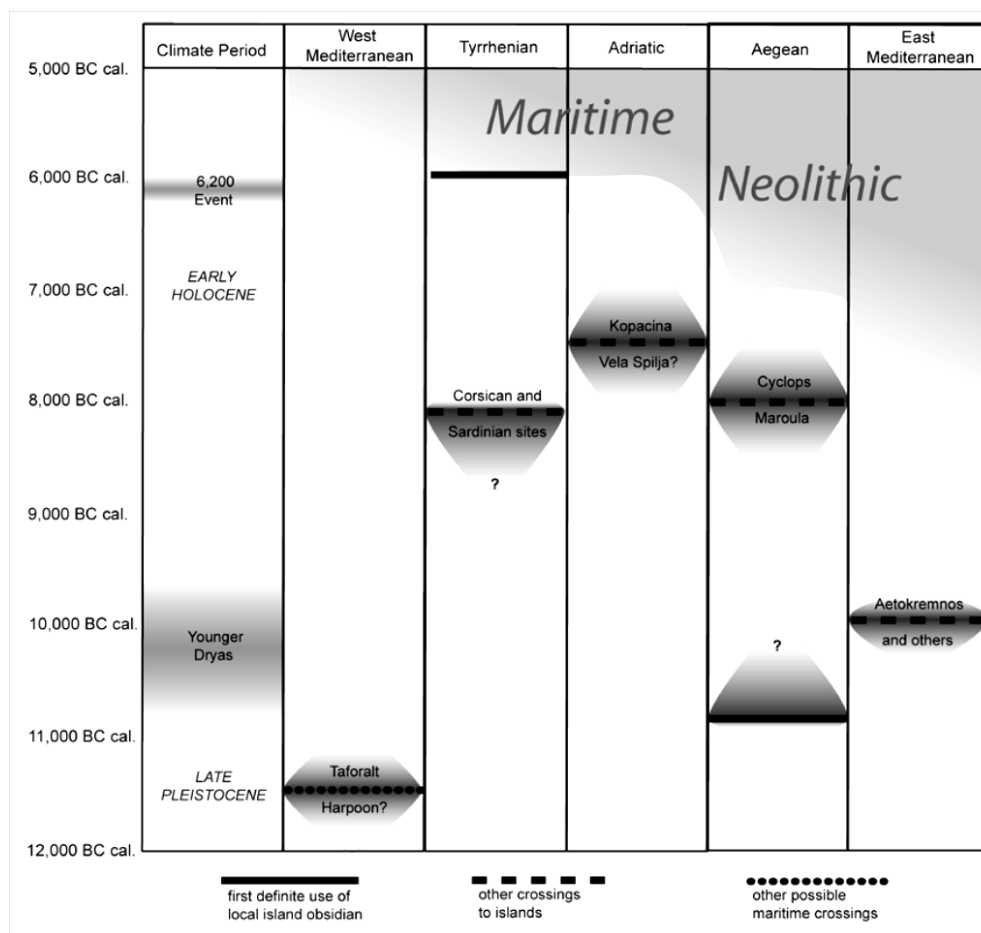 Climate Period
West
Mediterranean
Tyrrhenian
Adriatic
Aegean
East
Mediterranean
5,000 BC cal.
Maritime
6,000 BC cal.
6,200
Event
Neolithic
EARLY
HOLOCENE
7,000 BC cal.
Kopacina
Vela Spilja?
Cyclops
Maroula
8,000 BC cal.
Corsican and
Sardinian sites
?
9,000 BC cal.
Aetokremnos
and others
10,000 BC cal.
Younger
Dryas
?
11,000 BC cal.
LATE
PLEISTOCENE
Taforalt
Harpoon?
12,000 BC cal.
first definite use of
local island obsidian
other crossings
to islands
other possible
maritime crossings